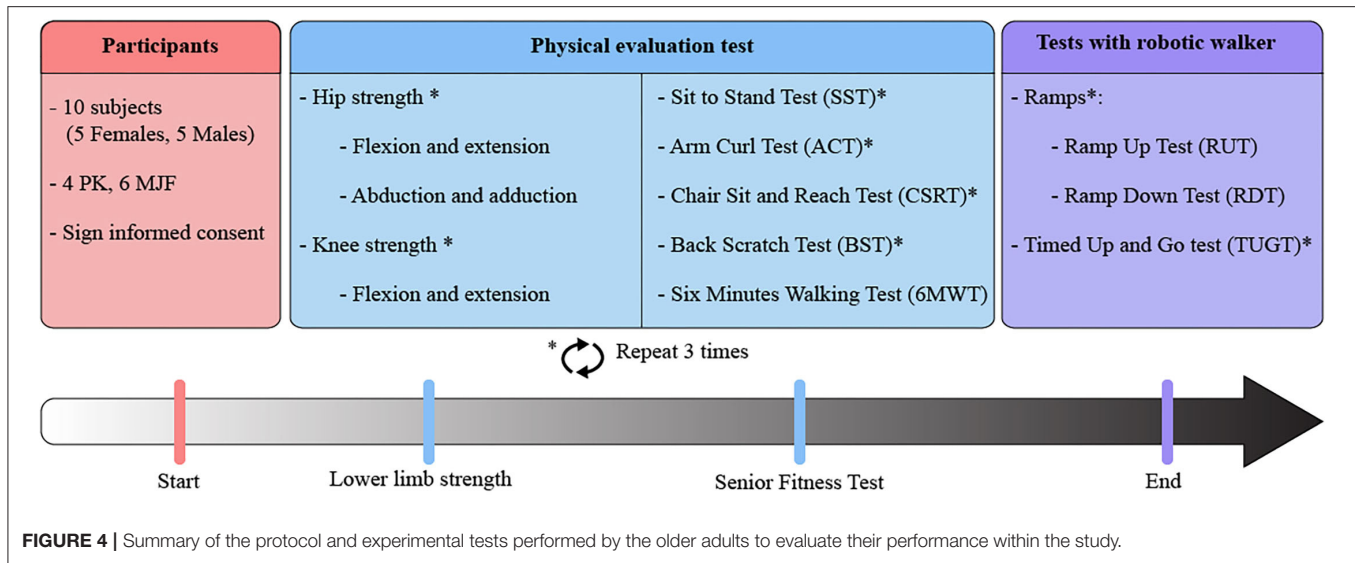 Participants
- 10 subjects
(5 Females, 5 Males)
- 4 PK, 6 MJF
- Sign informed consent
Physical evaluation test
- Hip strength *
- Flexion and extension
- Abduction and adduction
- Knee strength *
- Flexion and extension
- Sit to Stand Test (SST)*
- Arm Curl Test (ACT)*
- Chair Sit and Reach Test (CSRT)*
- Back Scratch Test (BST)*
- Six Minutes Walking Test (6MWT)
Tests with robotic walker
- Ramps*:
- Ramp Up Test (RUT)
- Ramp Down Test (RDT)
- Timed Up and Go test (TUGT)*
* Repeat 3 times
Start
Lower limb strength
Senior Fitness Test
End
FIGURE 4 | Summary of the protocol and experimental tests performed by the older adults to evaluate their performance within the study.